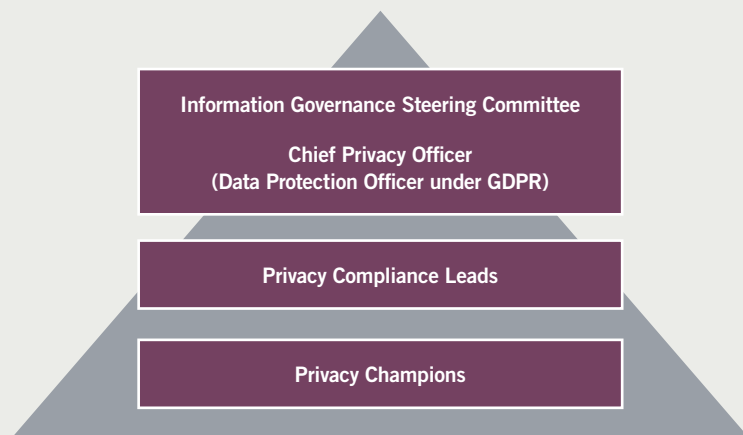 Information Governance Steering Committee
Chief Privacy Officer
(Data Protection Officer under GDPR)
Privacy Compliance Leads
Privacy Champions